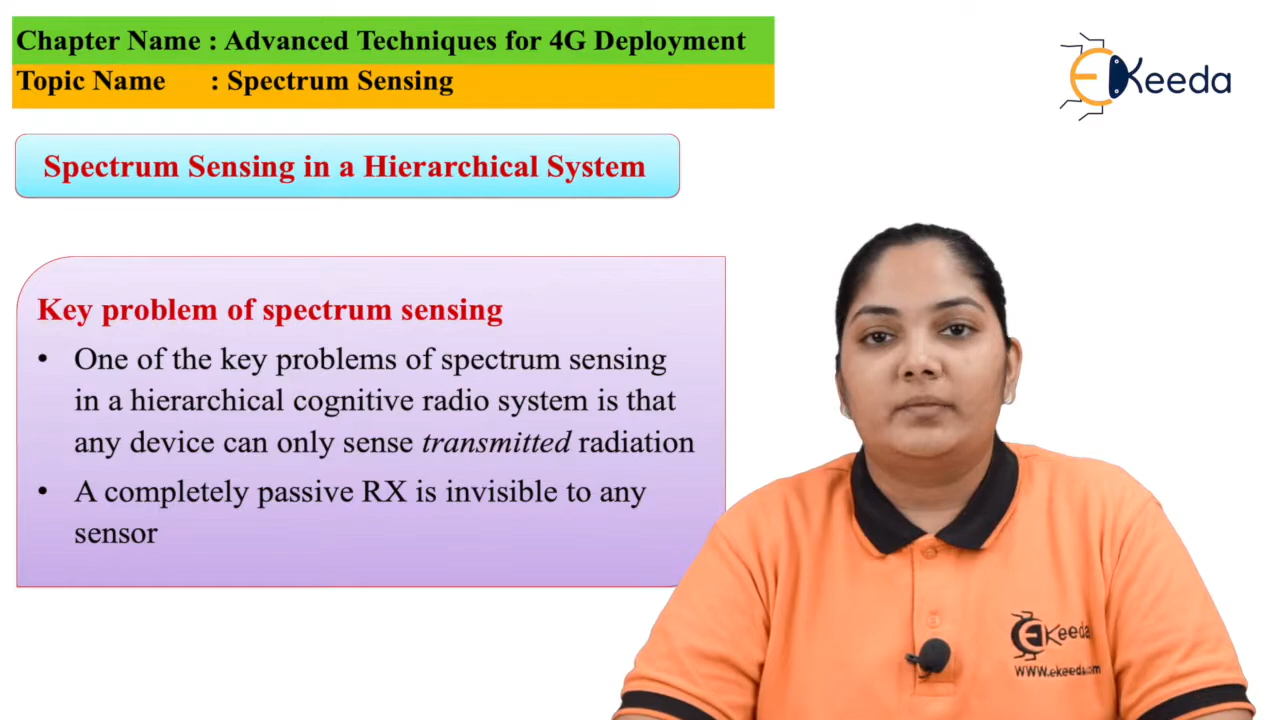 Chapter Name : Advanced Techniques for 4G Deployment
Topic Name : Spectrum Sensing
EKeeda
Spectrum Sensing in a Hierarchical System
Key problem of spectrum sensing
• One of the key problems of spectrum sensing
in a hierarchical cognitive radio system is that
any device can only sense transmitted radiation
• A completely passive RX is invisible to any
sensor
EKeeda
WWW.ekeeda.com